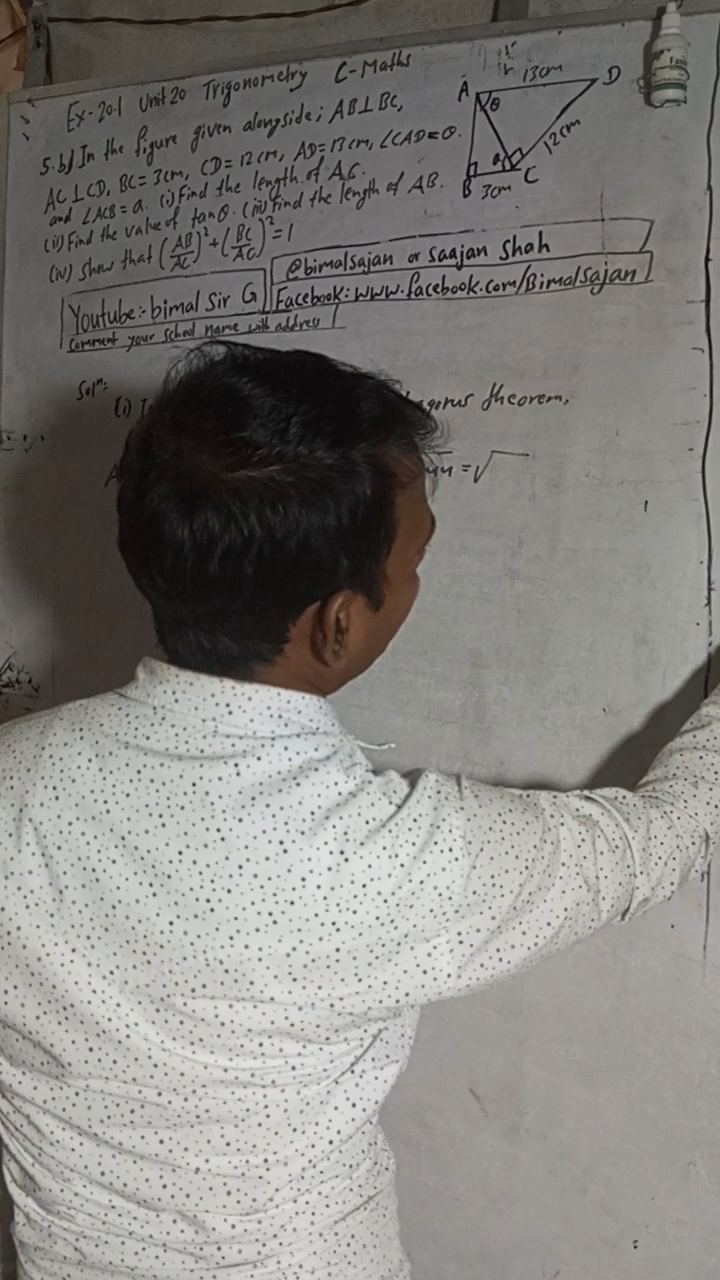 Ex-20.1 Unit 20 Trigonometry C-Maths
5.b) In the figure given alongside; AB⊥BC,
AC⊥CD, BC=3cm, CD=12cm, AD=13cm, ∠CAD=θ.
and ∠ACB=a. (i) Find the length of AC.
(ii) Find the value of tanθ. (iii) Find the length of AB.
(iv) Show that (AB/AC)²+(BC/AC)²=1
A
13cm
D
θ
12cm
a
B
3cm
C
Youtube:- bimal Sir G
@bimalsajan or saajan shah
Facebook: www.facebook.com/BimalSajan
comment your school name with address
Solⁿ:
(i)
theorem,
=√